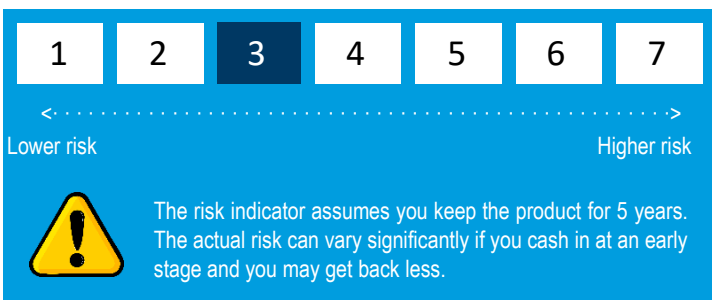 1 2 3 4 5 6 7
<· · · · · · · · · · · · · · · · · · · · · · · · · · · · · · · · · · · · · · · · · · · · · · · · · · · ·>
Lower risk Higher risk
The risk indicator assumes you keep the product for 5 years.
The actual risk can vary significantly if you cash in at an early
stage and you may get back less.